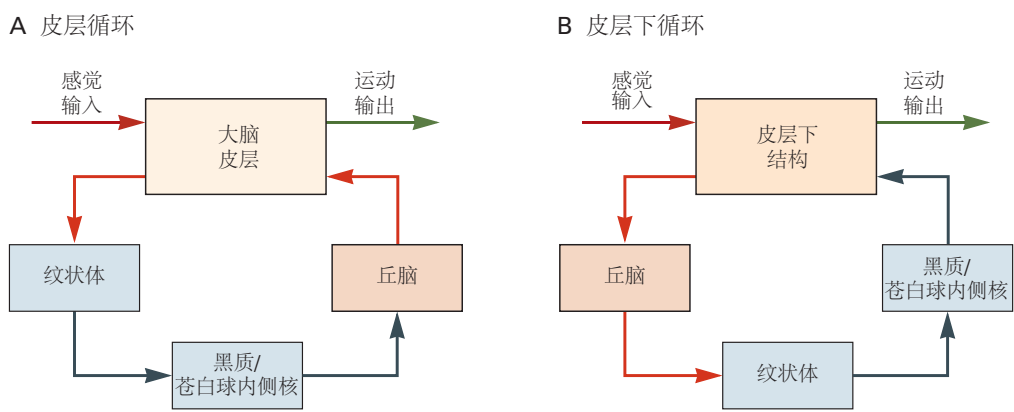 A 皮层循环
感觉
输入
运动
输出
大脑
皮层
纹状体
丘脑
黑质/
苍白球内侧核
B 皮层下循环
感觉
输入
运动
输出
皮层下
结构
丘脑
黑质/
苍白球内侧核
纹状体